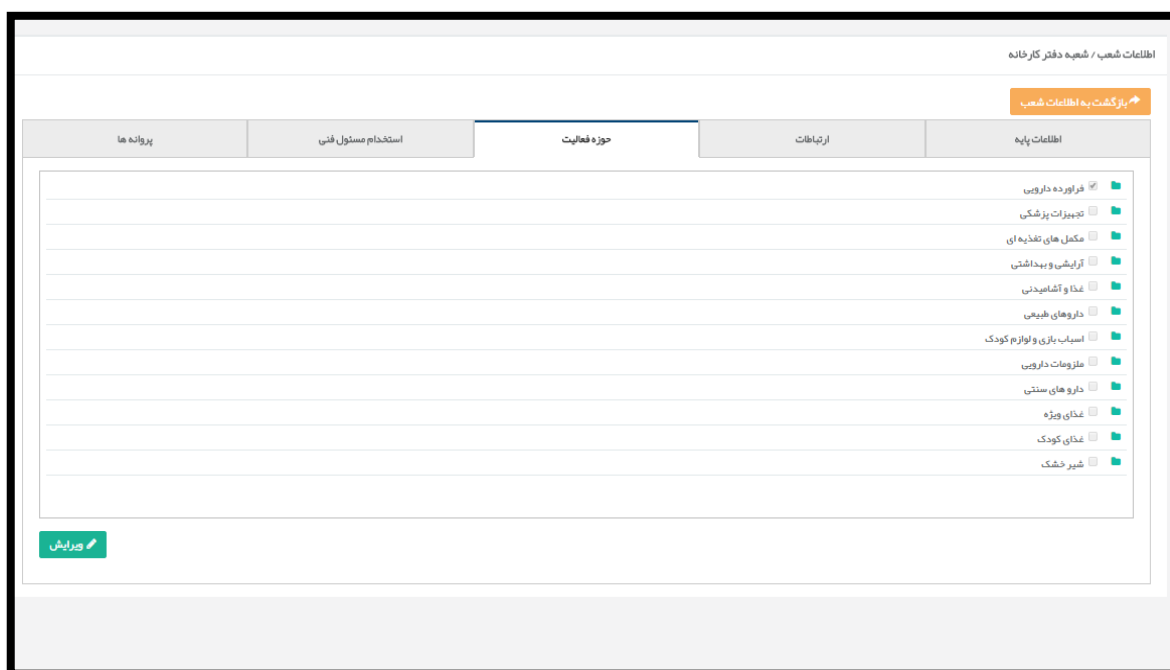 اطلاعات شعب / شعبه دفتر کارخانه
بازگشت به اطلاعات شعب
اطلاعات پایه
ارتباطات
حوزه فعالیت
استخدام مسئول فنی
پروانه ها
فراورده دارویی
تجهیزات پزشکی
مکمل های تغذیه ای
آرایشی و بهداشتی
غذا و آشامیدنی
داروهای طبیعی
اسباب بازی و لوازم کودک
ملزومات دارویی
دارو های سنتی
غذای ویژه
غذای کودک
شیر خشک
ویرایش